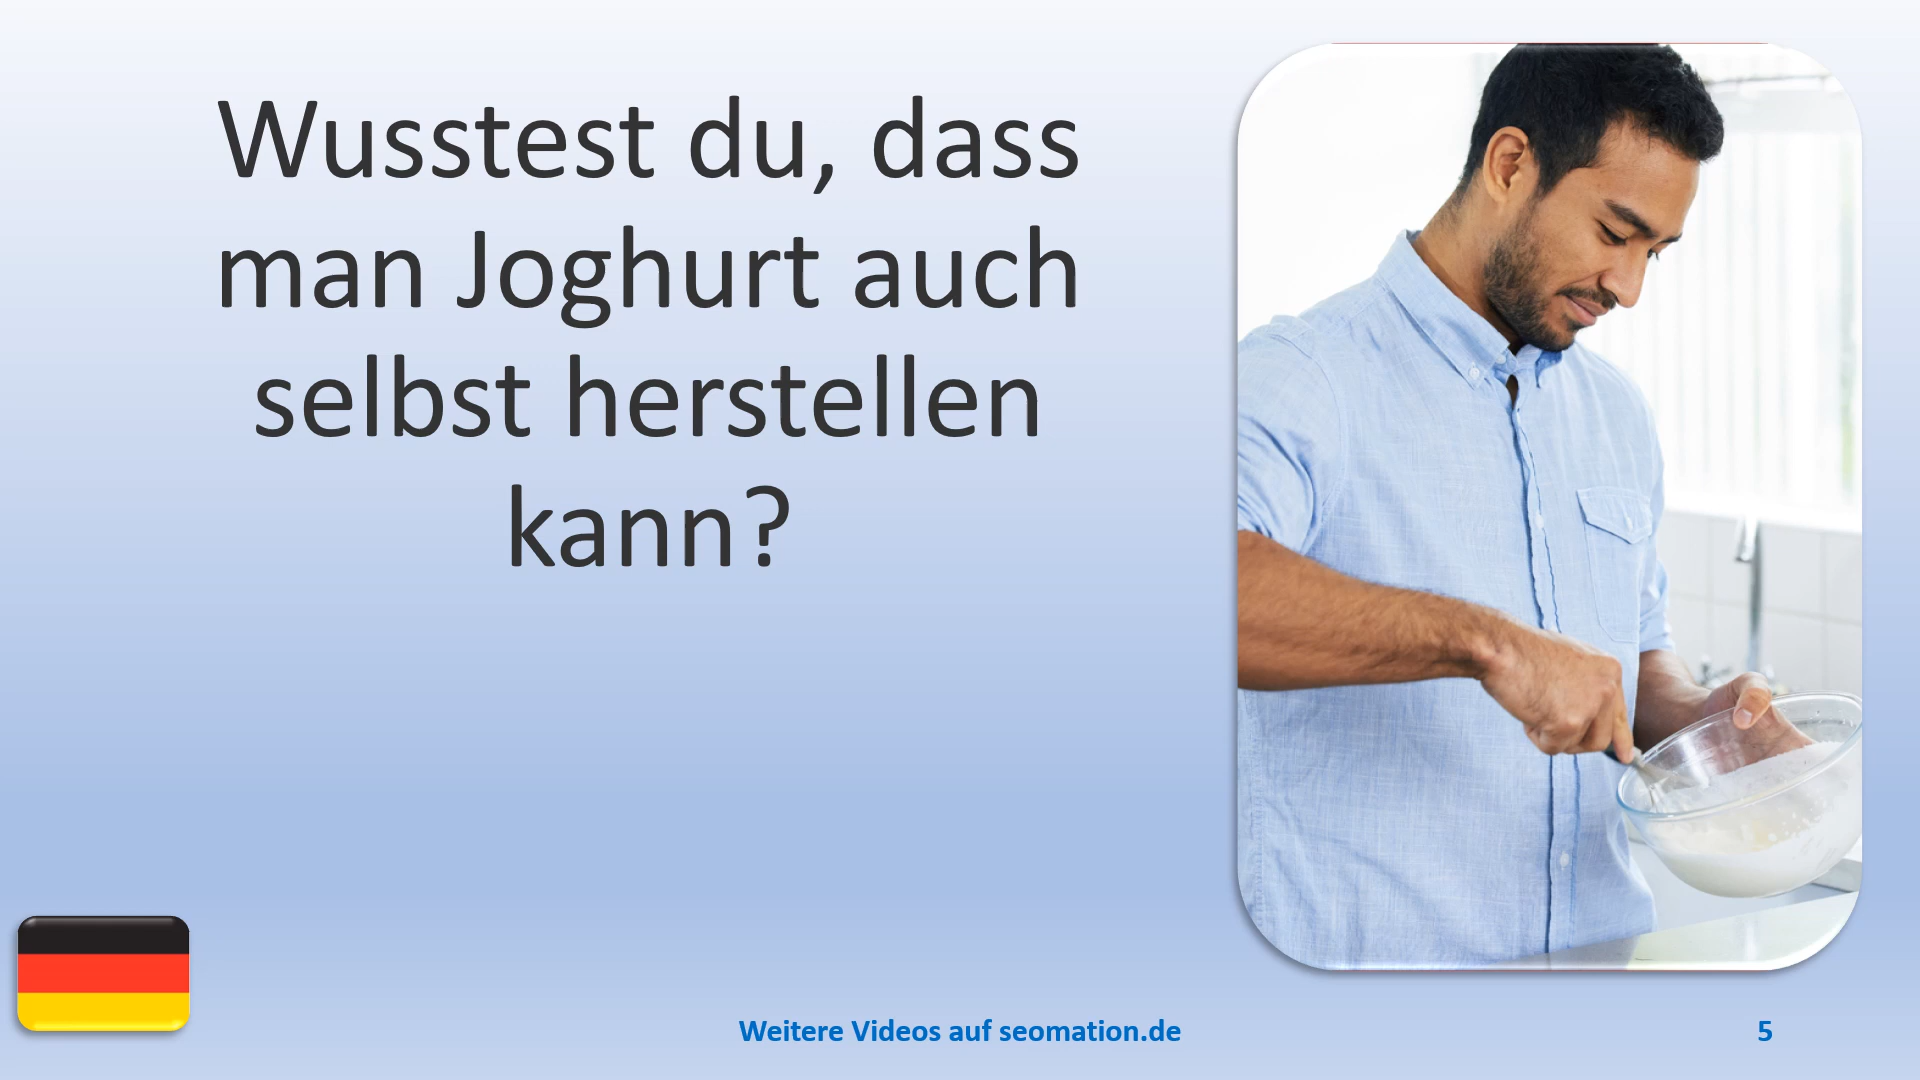 Wusstest du, dass
man Joghurt auch
selbst herstellen
kann?
Weitere Videos auf seomation.de
5